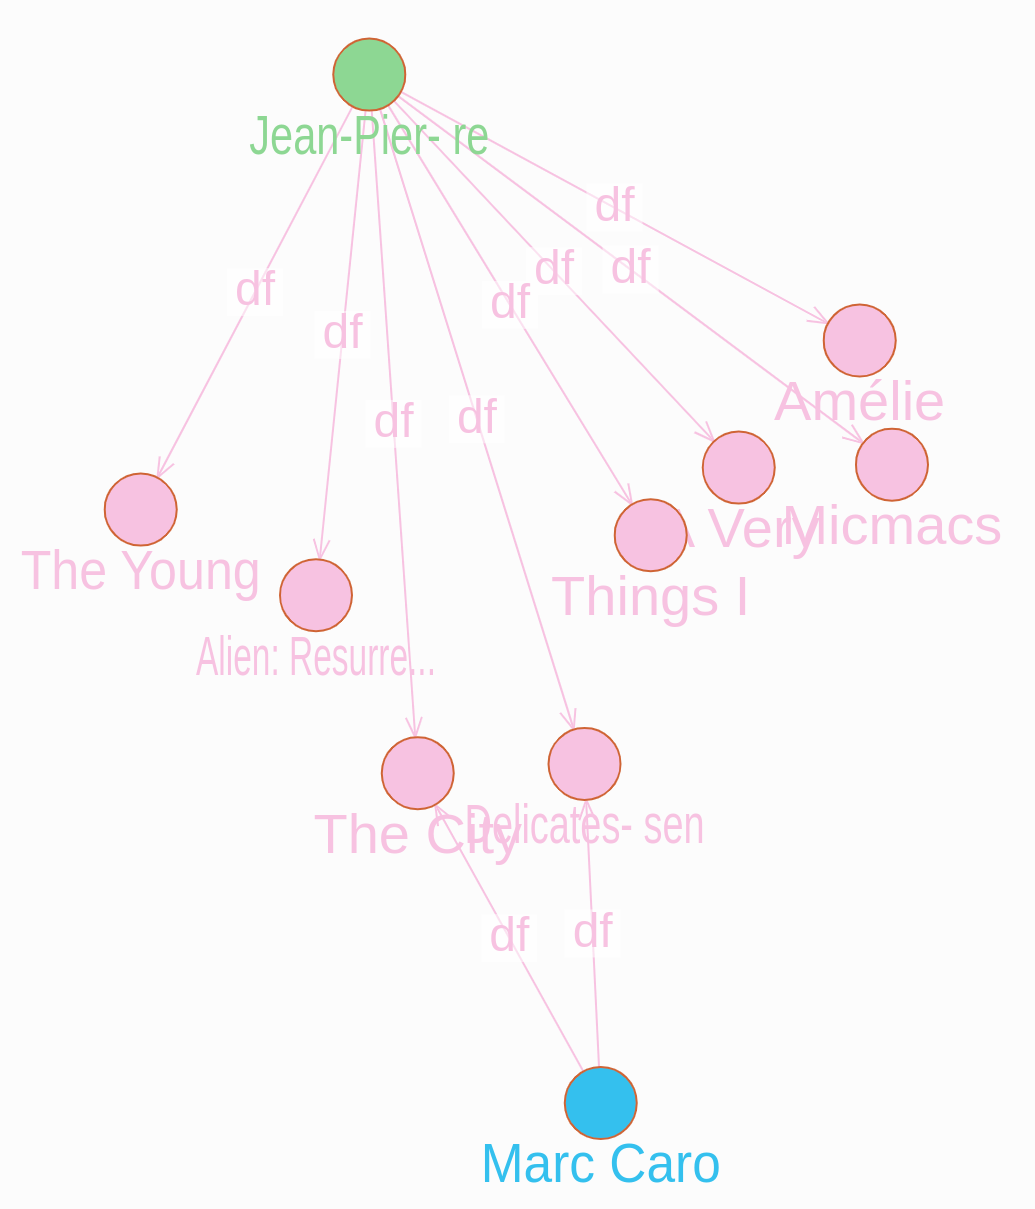 Jean-Pier- re
df
df
df
df
df
df
df
df
Amélie
Micmacs
A Very
The Young
Things I
Alien: Resurre...
The City
Delicates- sen
df
df
Marc Caro